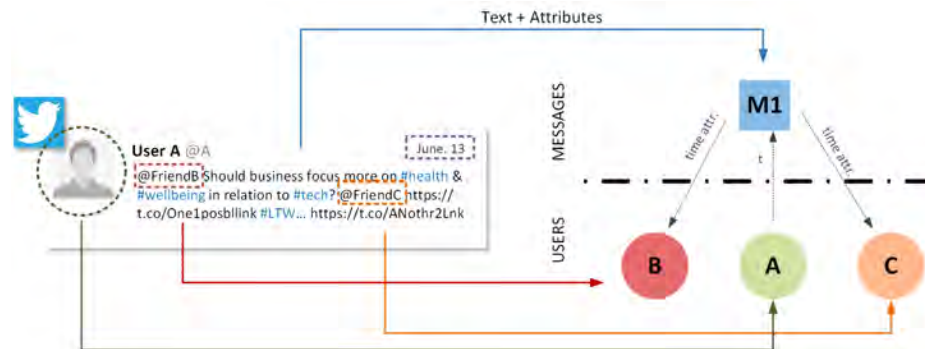 Text + Attributes
MESSAGES
M1
time attr.
t
time attr.
User A @A
June. 13
@FriendB Should business focus more on #health &
#wellbeing in relation to #tech? @FriendC https://
t.co/One1posbllink #LTW... https://t.co/ANothr2Lnk
USERS
B
A
C